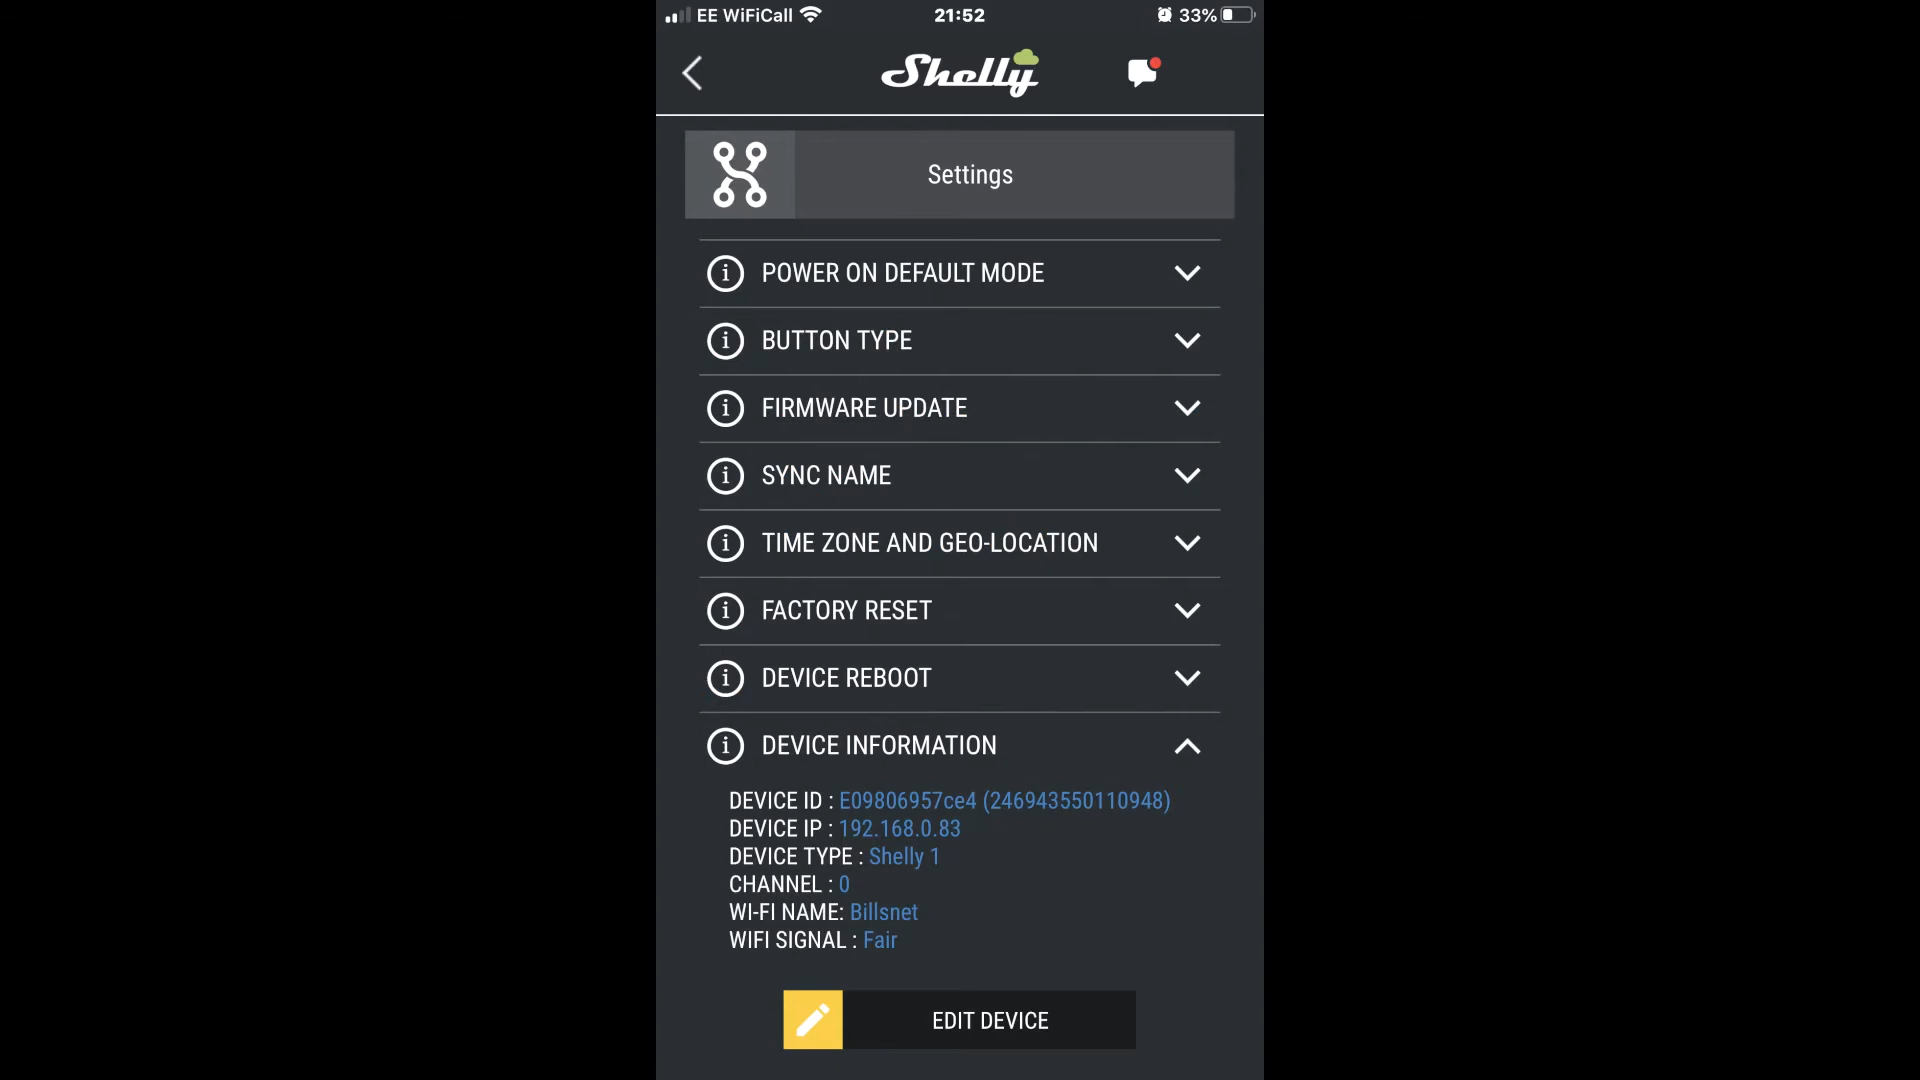 EE WiFiCall
21:52
33%
Shelly
Settings
POWER ON DEFAULT MODE
BUTTON TYPE
FIRMWARE UPDATE
SYNC NAME
TIME ZONE AND GEO-LOCATION
FACTORY RESET
DEVICE REBOOT
DEVICE INFORMATION
DEVICE ID : E09806957ce4 (246943550110948)
DEVICE IP : 192.168.0.83
DEVICE TYPE : Shelly 1
CHANNEL : 0
WI-FI NAME: Billsnet
WIFI SIGNAL : Fair
EDIT DEVICE